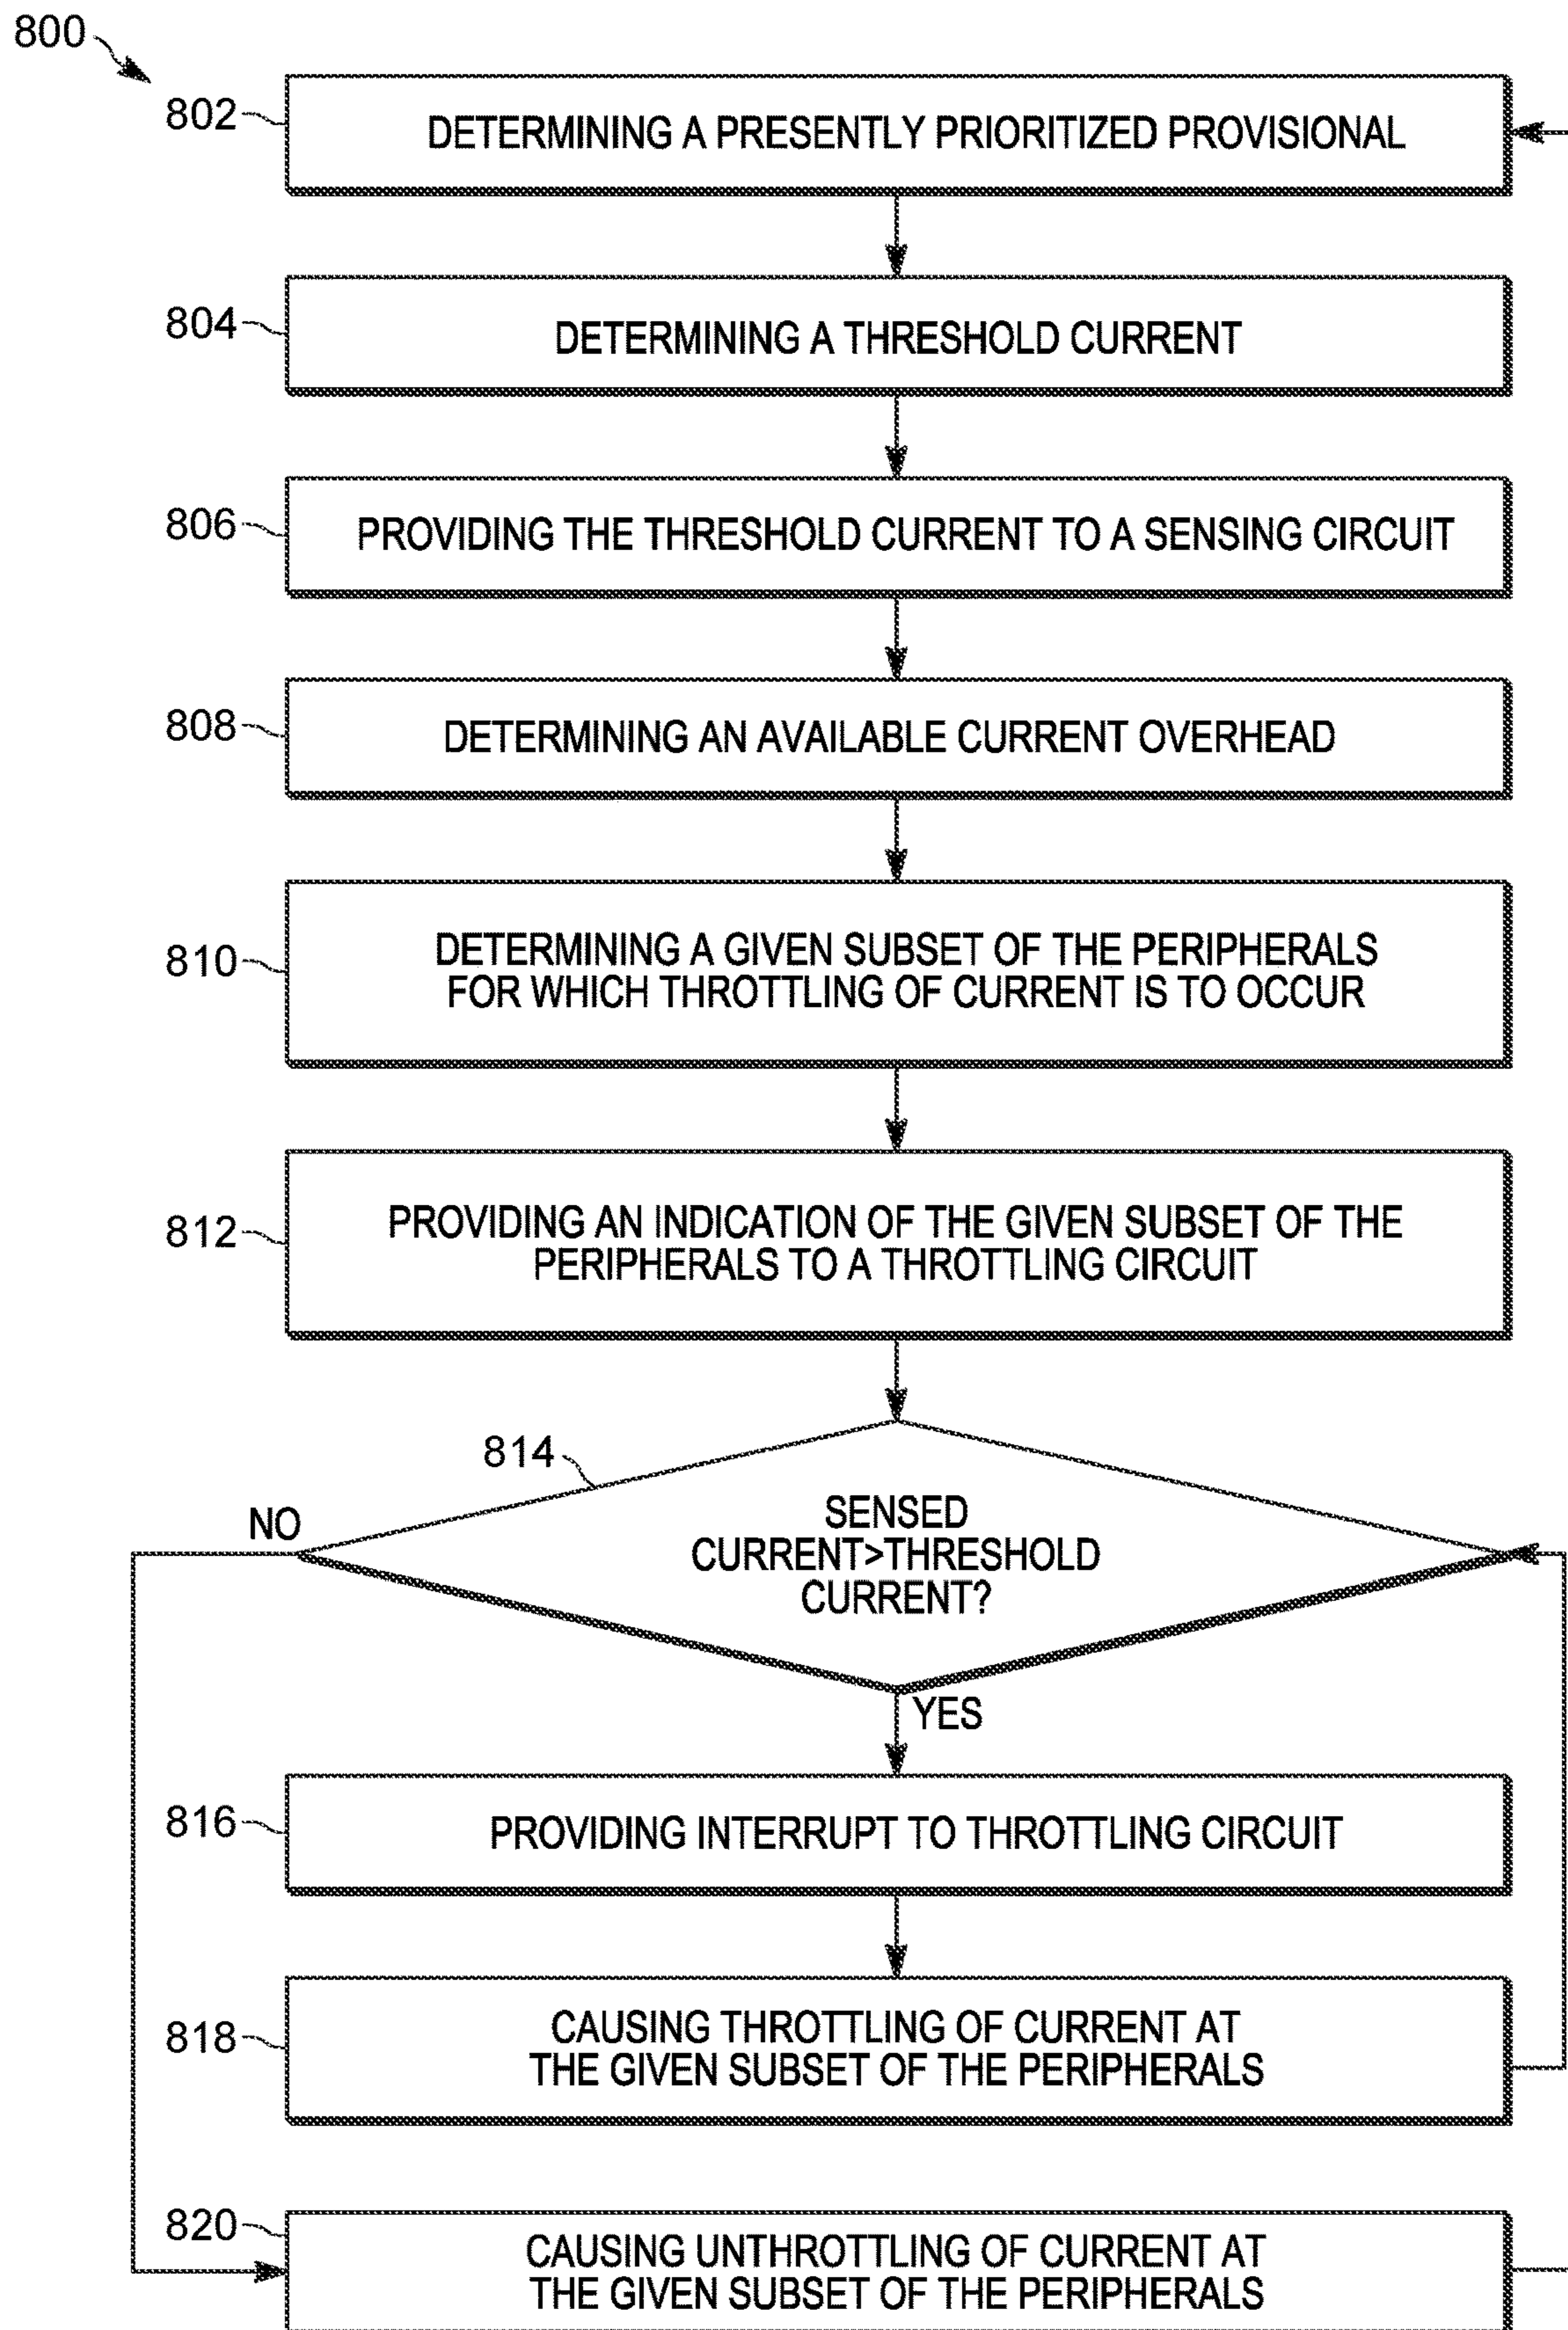 800
802
DETERMINING A PRESENTLY PRIORITIZED PROVISIONAL
804
DETERMINING A THRESHOLD CURRENT
806
PROVIDING THE THRESHOLD CURRENT TO A SENSING CIRCUIT
808
DETERMINING AN AVAILABLE CURRENT OVERHEAD
810
DETERMINING A GIVEN SUBSET OF THE PERIPHERALS
FOR WHICH THROTTLING OF CURRENT IS TO OCCUR
812
PROVIDING AN INDICATION OF THE GIVEN SUBSET OF THE
PERIPHERALS TO A THROTTLING CIRCUIT
814
NO
SENSED
CURRENT>THRESHOLD
CURRENT?
YES
816
PROVIDING INTERRUPT TO THROTTLING CIRCUIT
818
CAUSING THROTTLING OF CURRENT AT
THE GIVEN SUBSET OF THE PERIPHERALS
820
CAUSING UNTHROTTLING OF CURRENT AT
THE GIVEN SUBSET OF THE PERIPHERALS